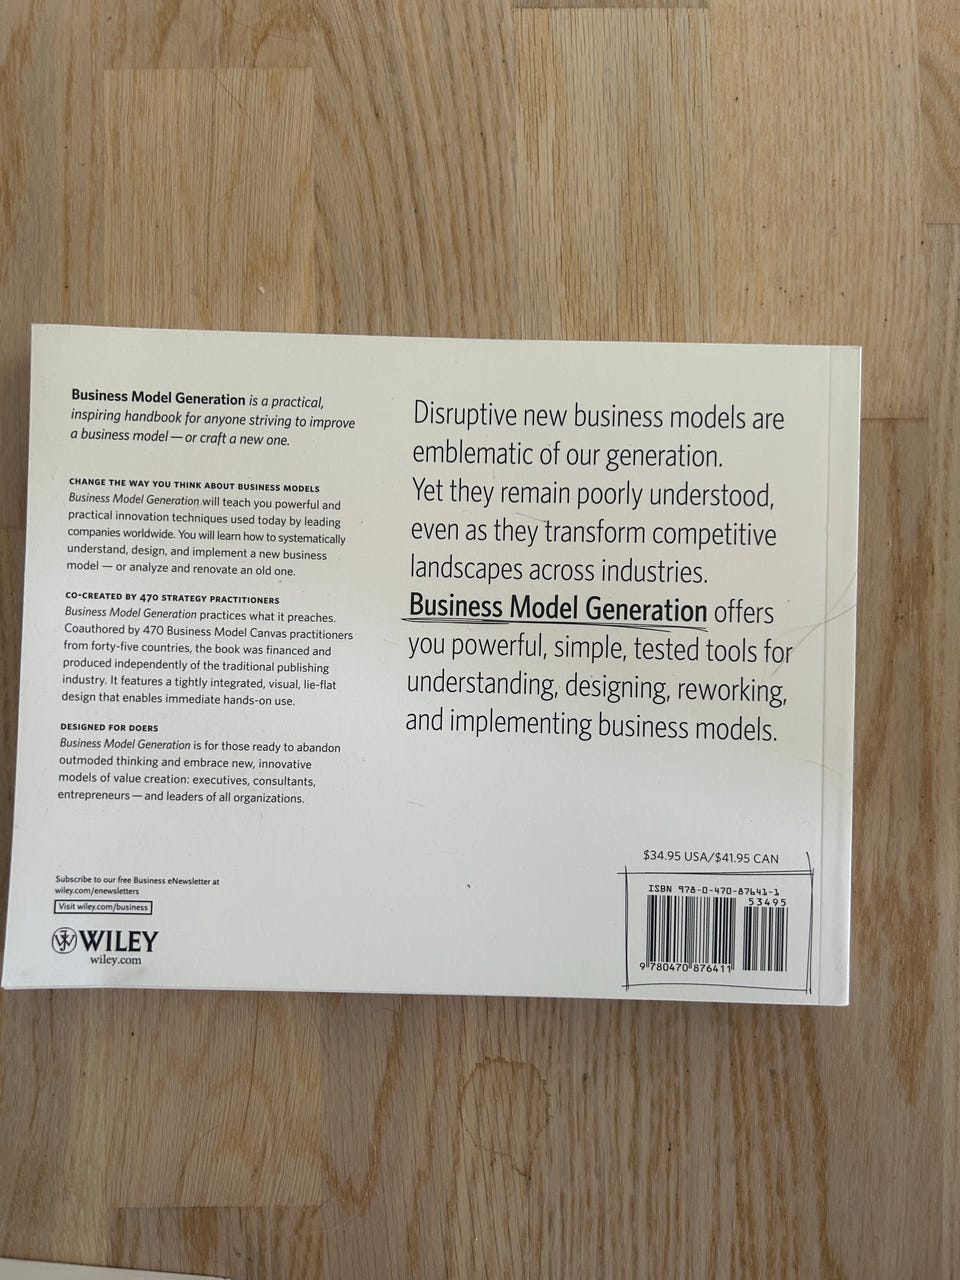 Business Model Generation is a practical,
inspiring handbook for anyone striving to improve
a business model — or craft a new one.
CHANGE THE WAY YOU THINK ABOUT BUSINESS MODELS
Business Model Generation will teach you powerful and
practical innovation techniques used today by leading
companies worldwide. You will learn how to systematically
understand, design, and implement a new business
model — or analyze and renovate an old one.
CO-CREATED BY 470 STRATEGY PRACTITIONERS
Business Model Generation practices what it preaches.
Coauthored by 470 Business Model Canvas practitioners
from forty-five countries, the book was financed and
produced independently of the traditional publishing
industry. It features a tightly integrated, visual, lie-flat
design that enables immediate hands-on use.
DESIGNED FOR DOERS
Business Model Generation is for those ready to abandon
outmoded thinking and embrace new, innovative
models of value creation: executives, consultants,
entrepreneurs — and leaders of all organizations.
Subscribe to our free Business eNewsletter at
wiley.com/enewsletters
Visit wiley.com/business
WILEY
wiley.com
Disruptive new business models are
emblematic of our generation.
Yet they remain poorly understood,
even as they transform competitive
landscapes across industries.
Business Model Generation offers
you powerful, simple, tested tools for
understanding, designing, reworking,
and implementing business models.
$34.95 USA/$41.95 CAN
ISBN 978-0-470-87641-1
53495
9 780470 876411